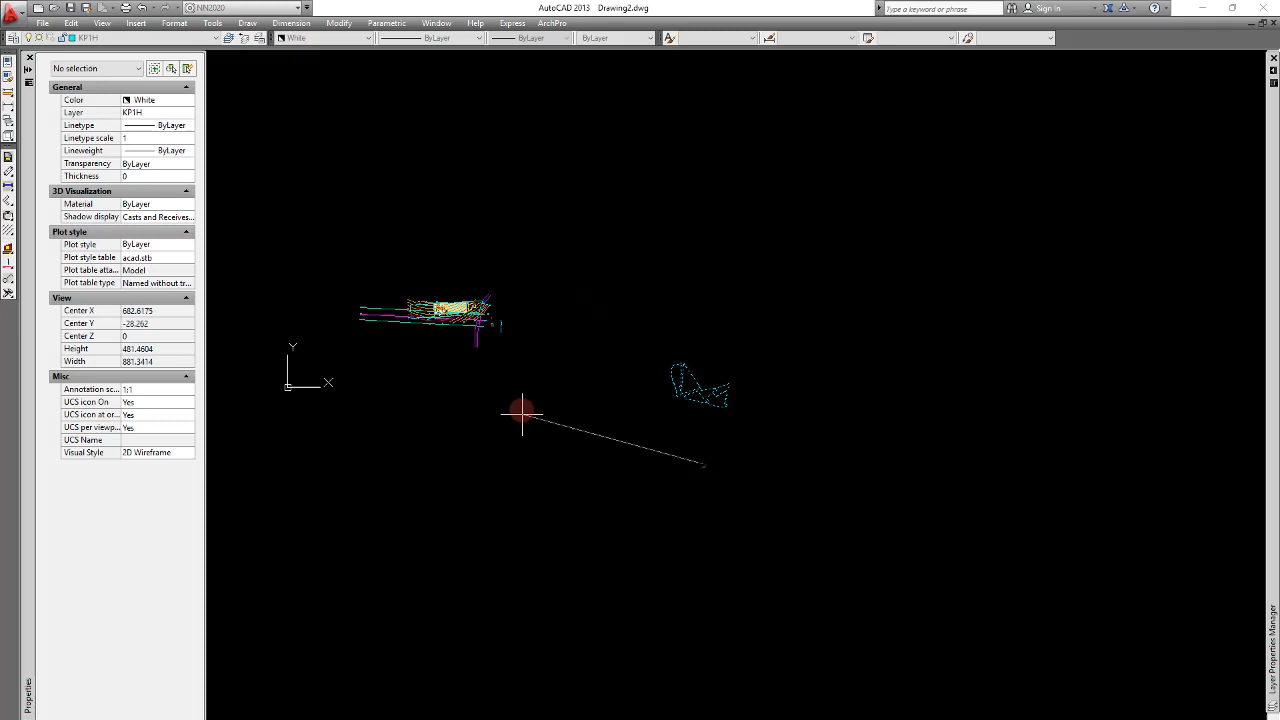 NN2020
AutoCAD 2013 Drawing2.dwg
Type a keyword or phrase
Sign In
File Edit View Insert Format Tools Draw Dimension Modify Parametric Window Help Express ArchPro
KP1H
White
ByLayer
ByLayer
ByLayer
No selection
General
Color White
Layer KP1H
Linetype ByLayer
Linetype scale 1
Lineweight ByLayer
Transparency ByLayer
Thickness 0
3D Visualization
Material ByLayer
Shadow display Casts and Receives...
Plot style
Plot style ByLayer
Plot style table acad.stb
Plot table atta... Model
Plot table type Named without tr...
View
Center X 682.6175
Center Y -28.262
Center Z 0
Height 481.4604
Width 881.3414
Misc
Annotation sc... 1:1
UCS icon On Yes
UCS icon at or... Yes
UCS per viewp... Yes
UCS Name
Visual Style 2D Wireframe
Y
X
Properties
Layer Properties Manager